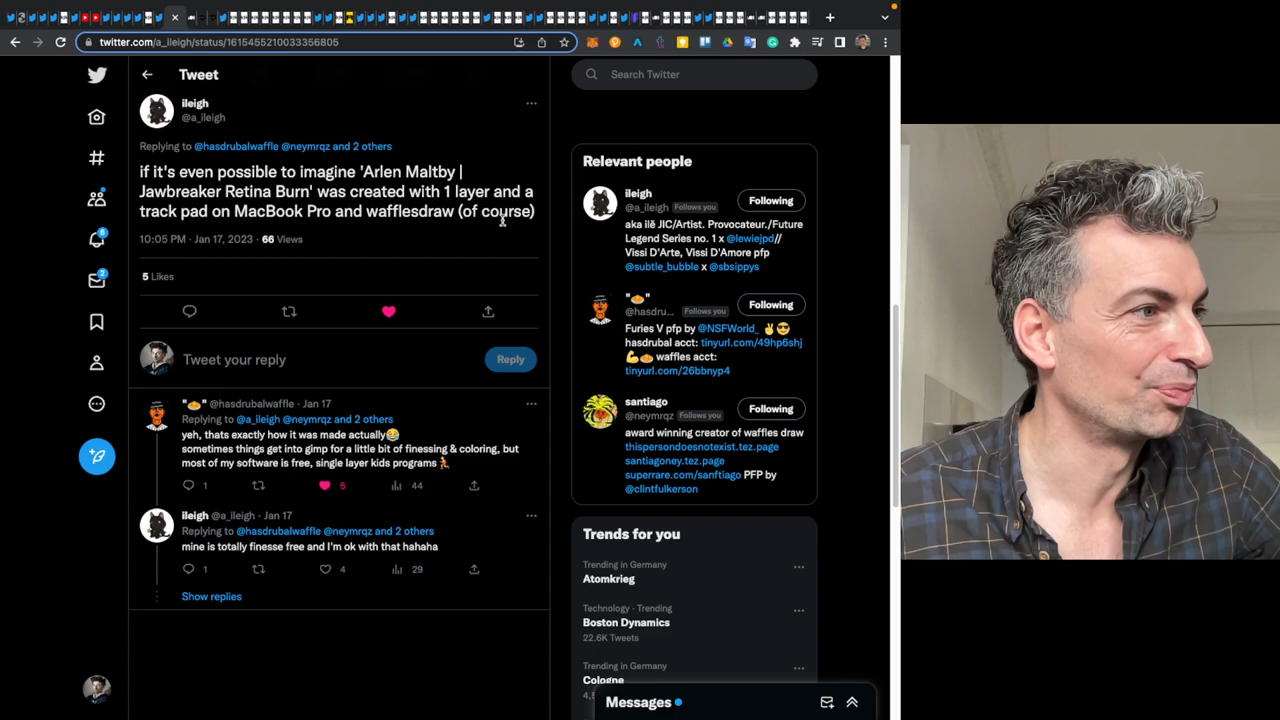 twitter.com/a_ileigh/status/1615455210033356805
Tweet
Search Twitter
ileigh
@a_ileigh
Replying to @hasdrubalwaffle @neymrqz and 2 others
if it's even possible to imagine 'Arlen Maltby |
Jawbreaker Retina Burn' was created with 1 layer and a
track pad on MacBook Pro and wafflesdraw (of course)
10:05 PM · Jan 17, 2023 · 66 Views
5 Likes
Tweet your reply
Reply
@hasdrubalwaffle · Jan 17
Replying to @a_ileigh @neymrqz and 2 others
yeh, thats exactly how it was made actually😂
sometimes things get into gimp for a little bit of finessing & coloring, but
most of my software is free, single layer kids programs
1
5
44
ileigh @a_ileigh · Jan 17
Replying to @hasdrubalwaffle @neymrqz and 2 others
mine is totally finesse free and I'm ok with that hahaha
1
4
29
Show replies
6
2
Relevant people
ileigh
@a_ileigh Follows you
Following
aka ilē JIC/Artist. Provocateur./Future
Legend Series no. 1 x @lewiejpd//
Vissi D'Arte, Vissi D'Amore pfp
@subtle_bubble x @sbsippys
@hasdru... Follows you
Following
Furies V pfp by @NSFWorld_ ✌😎
hasdrubal acct: tinyurl.com/49hp6shj
💪 waffles acct:
tinyurl.com/26bbnyp4
santiago
@neymrqz Follows you
Following
award winning creator of waffles draw
thispersondoesnotexist.tez.page
santiagoney.tez.page
superrare.com/sanftiago PFP by
@clintfulkerson
Trends for you
Trending in Germany
Atomkrieg
Technology · Trending
Boston Dynamics
22.6K Tweets
Trending in Germany
Cologne
Messages